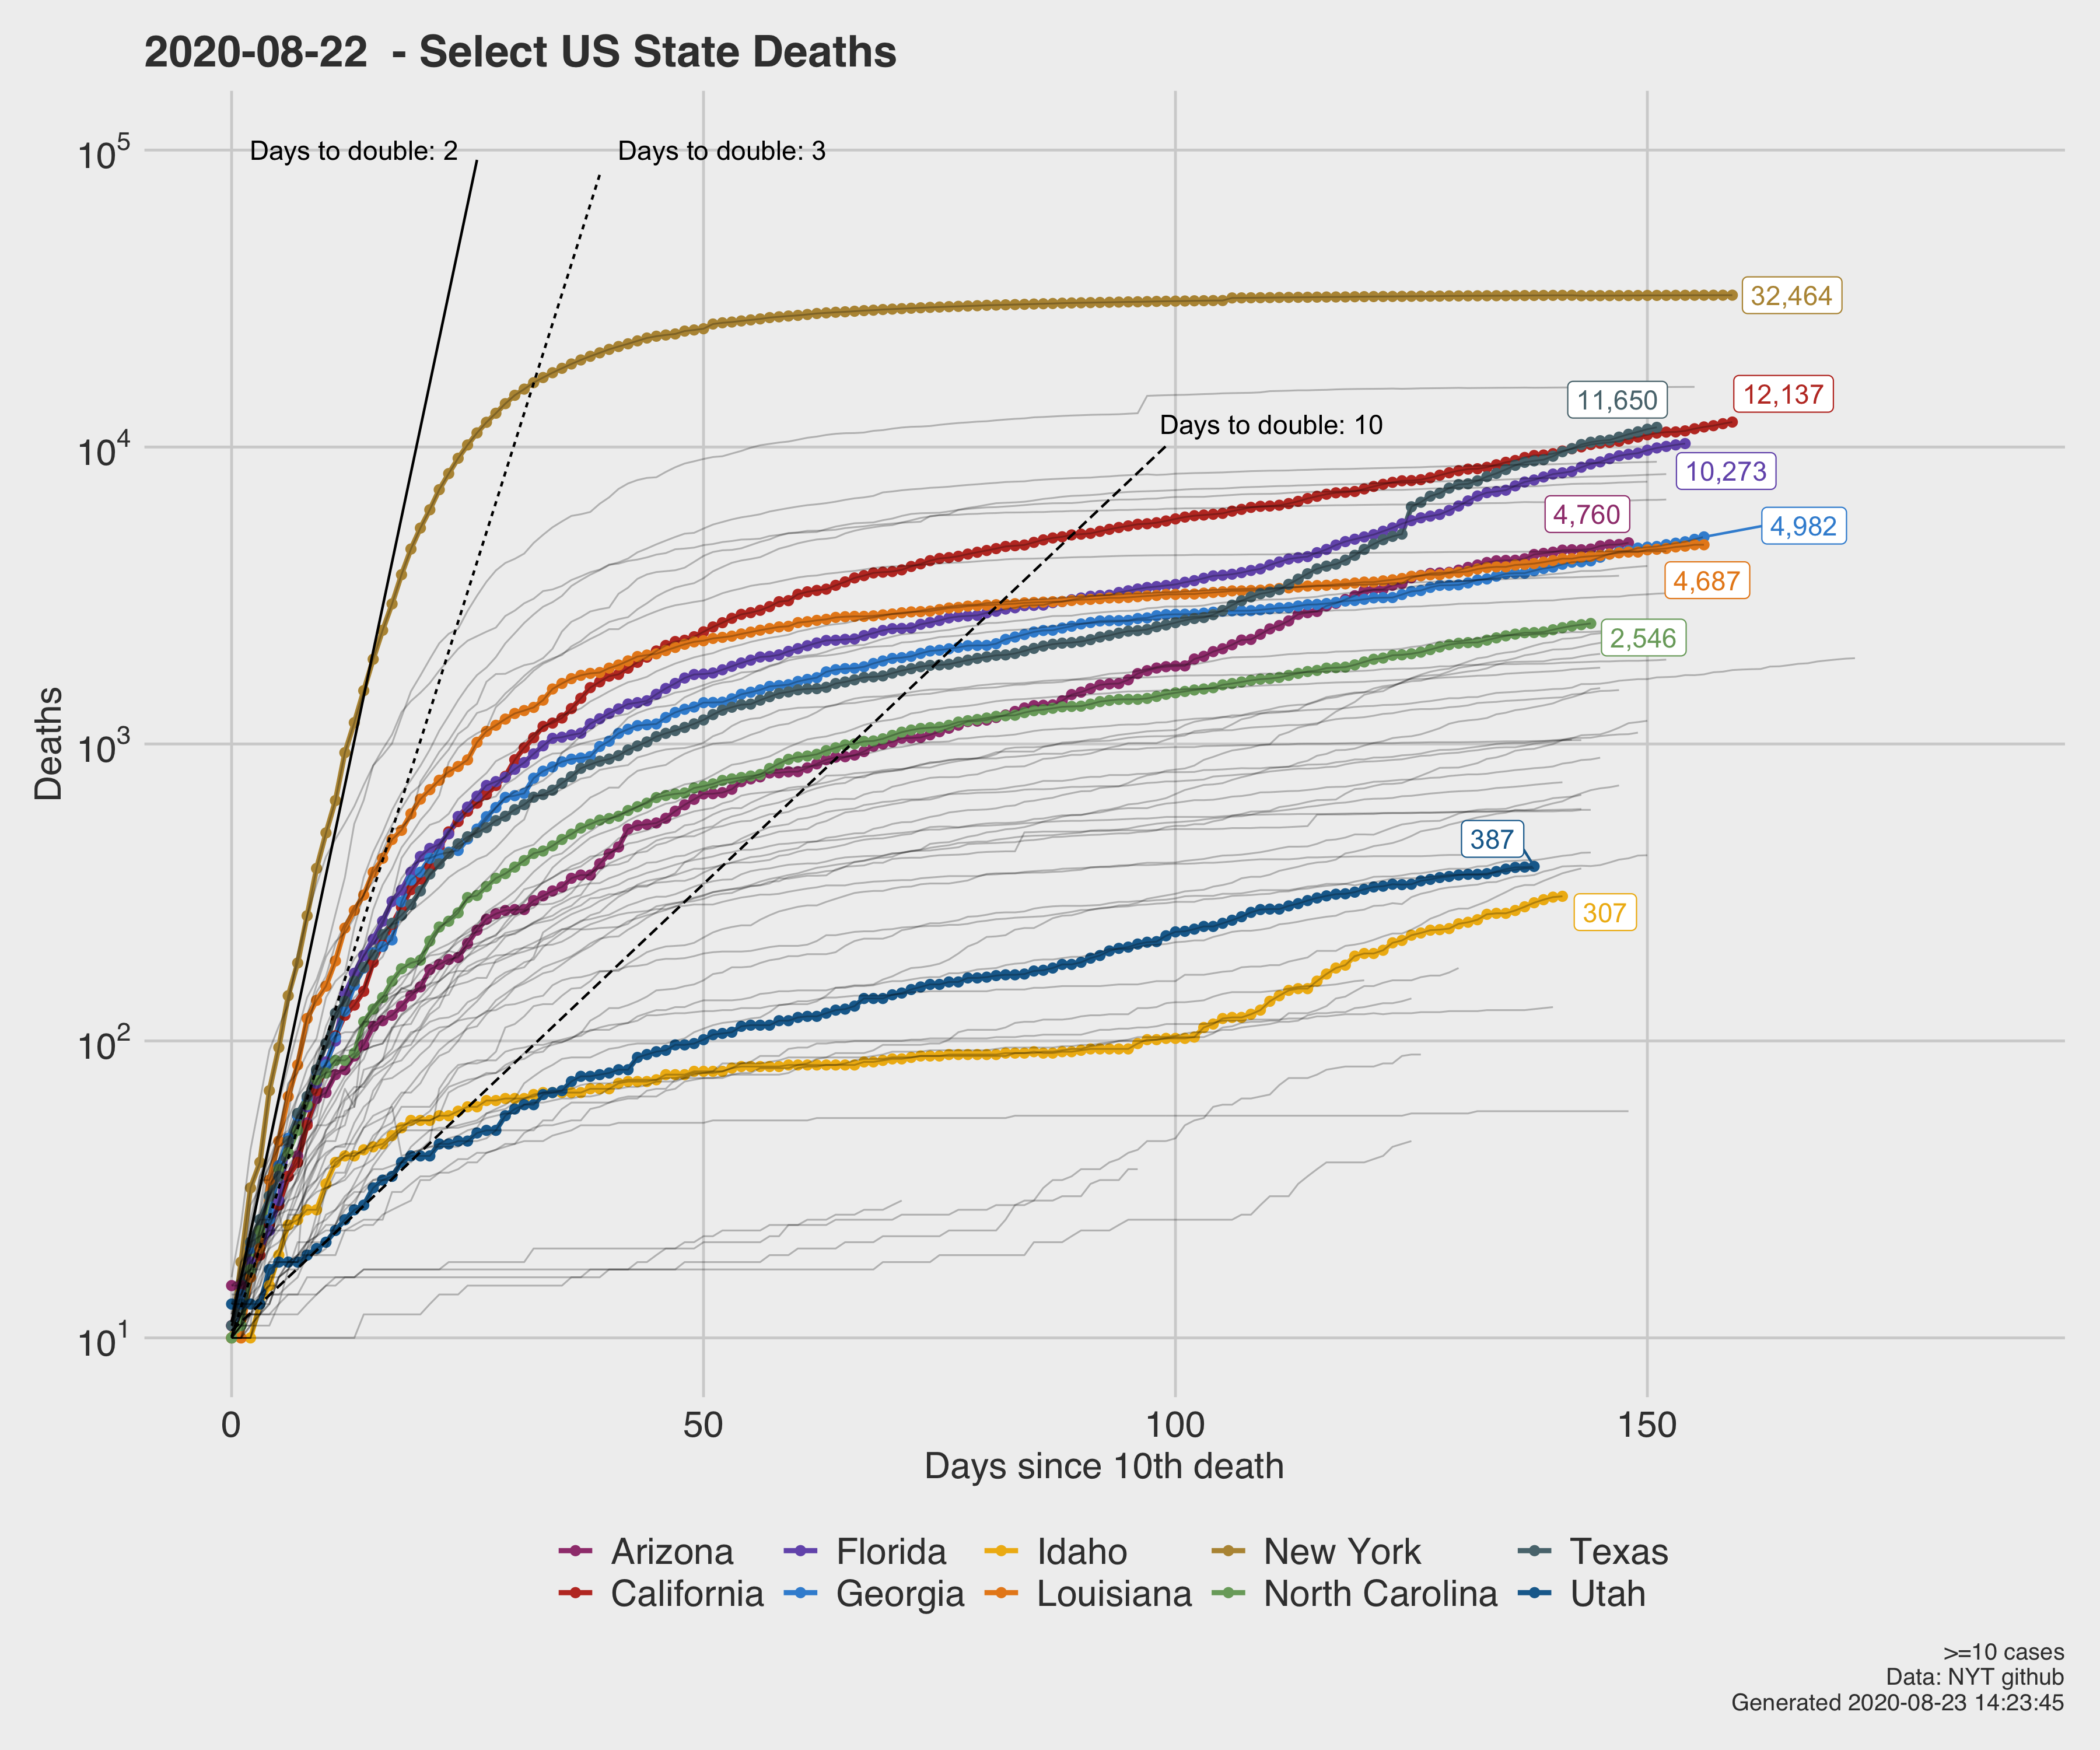 2020-08-22  - Select US State Deaths
10^5
Days to double: 2
Days to double: 3
32,464
11,650
12,137
Days to double: 10
10^4
10,273
4,760
4,982
4,687
2,546
Deaths
10^3
387
307
10^2
10^1
0 50 100 150
Days since 10th death
Arizona Florida Idaho New York Texas
California Georgia Louisiana North Carolina Utah
>=10 cases
Data: NYT github
Generated 2020-08-23 14:23:45